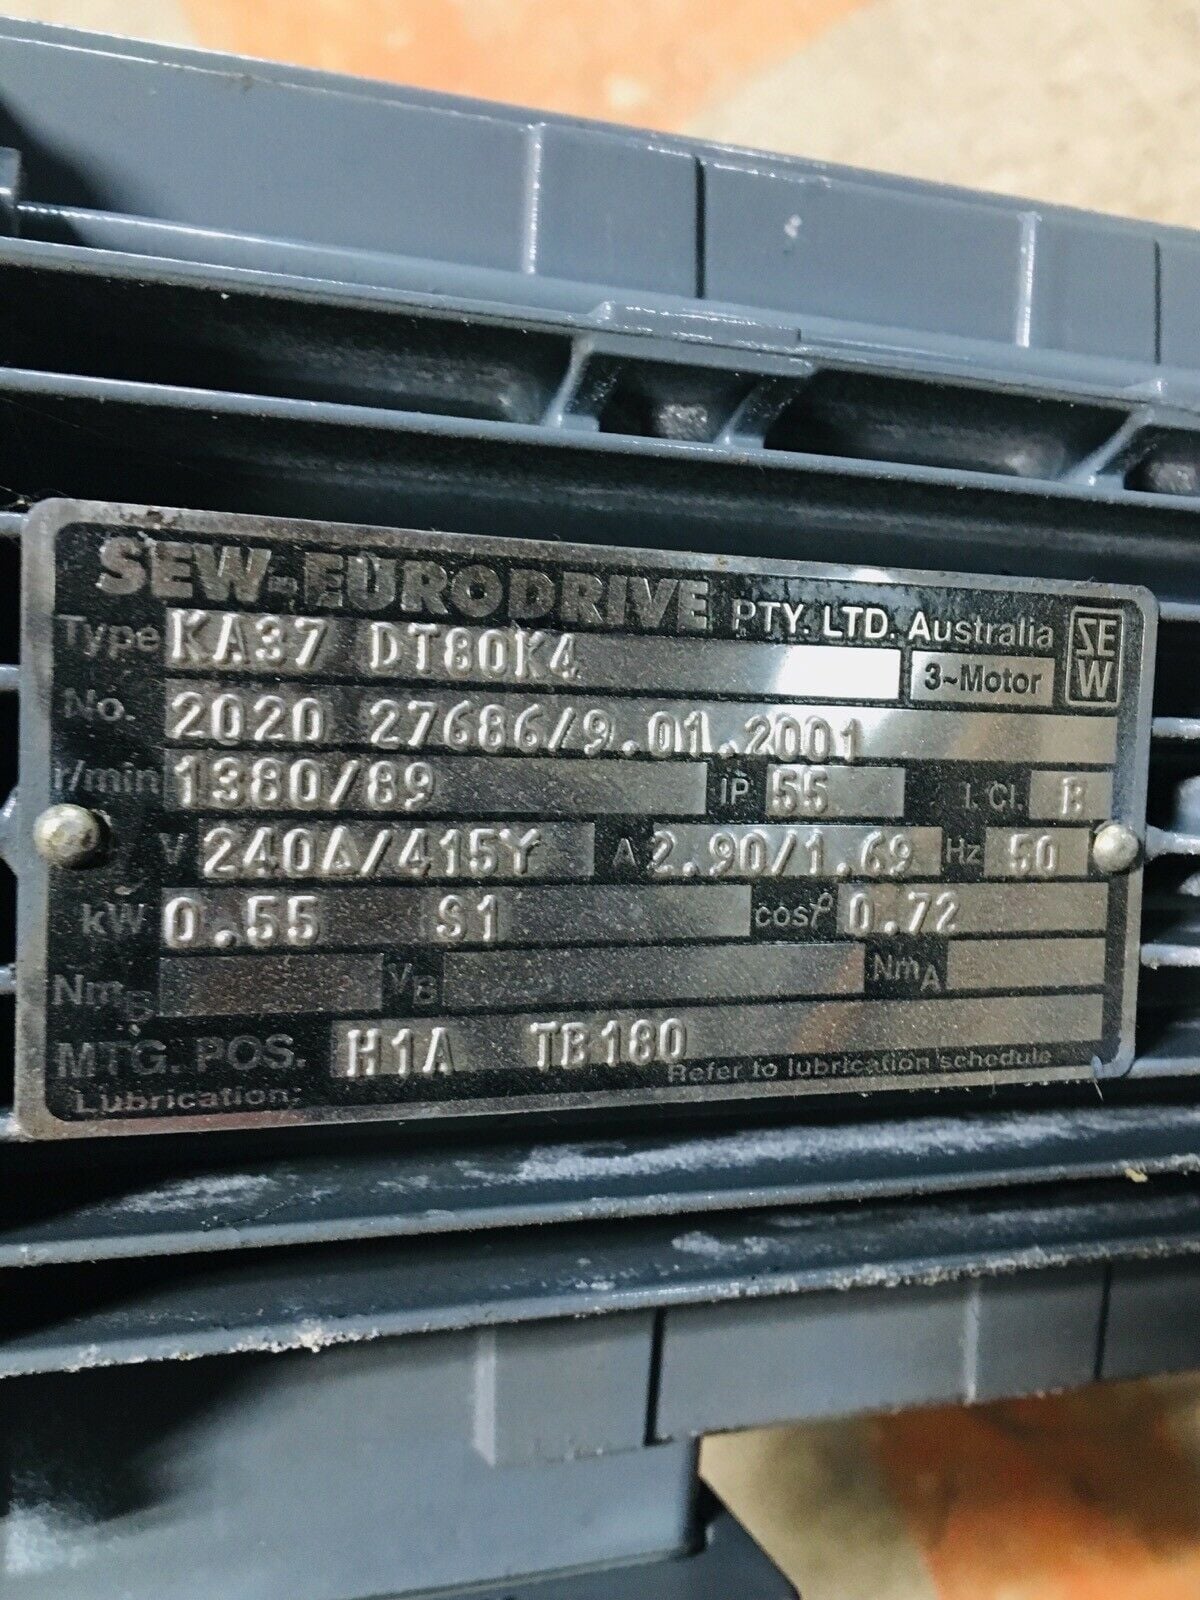 SEW-EURODRIVE PTY. LTD. Australia
Type KA37 DT80K4 3~Motor SEW
No. 2020 27686/9.01.2001
r/min 1380/89 IP 55 I. Cl. B
V 240Δ/415Y A 2.90/1.69 Hz 50
kW 0.55 S1 cosφ 0.72
NmB VB NmA
MTG. POS. H1A TB180
Lubrication: Refer to lubrication schedule